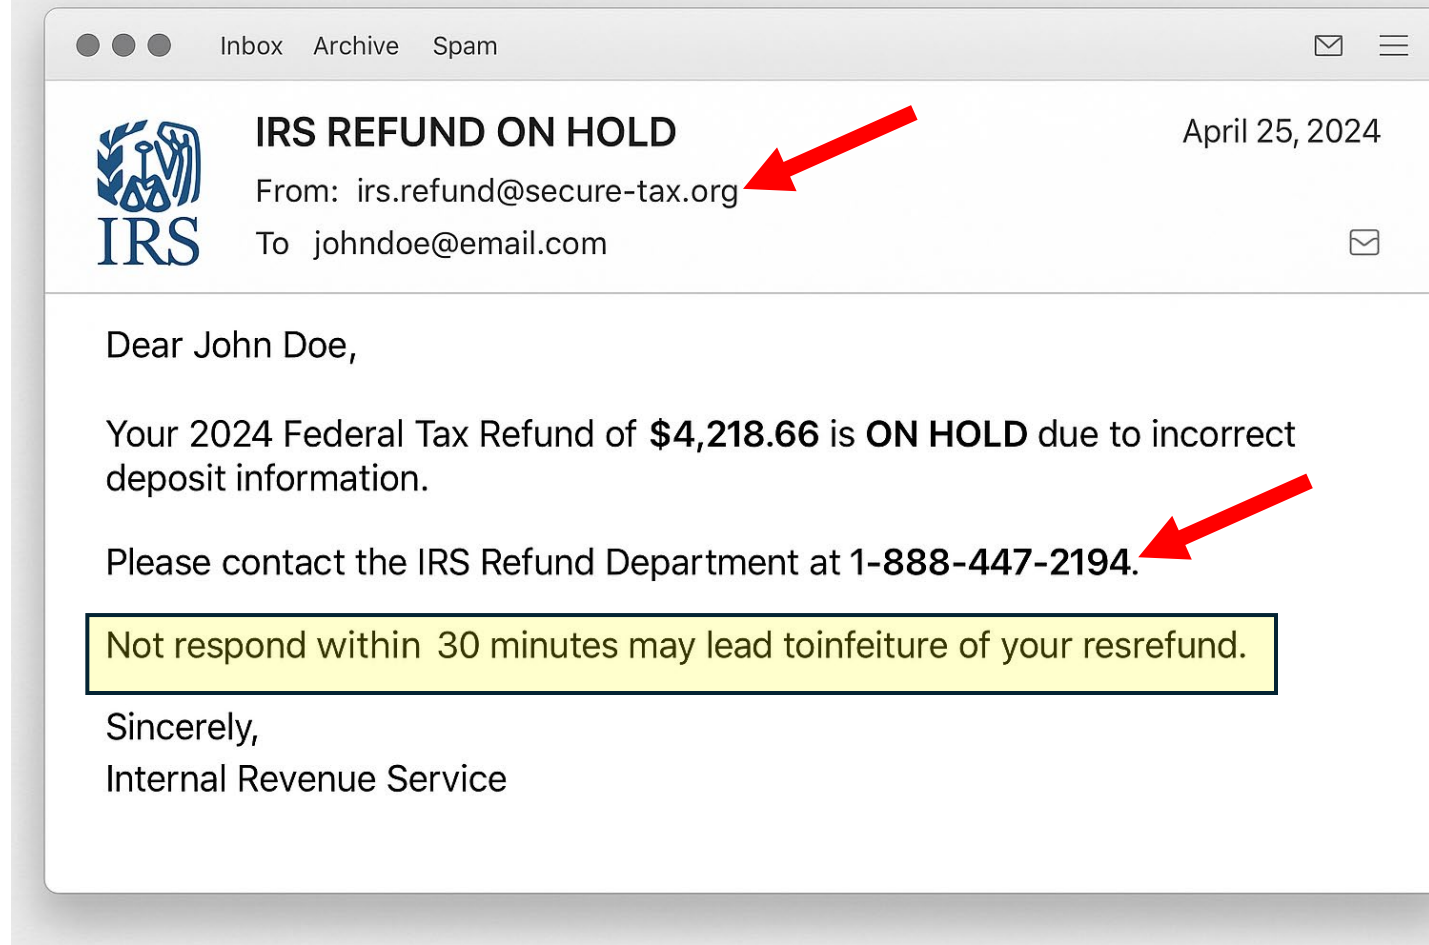 Inbox Archive Spam
IRS REFUND ON HOLD
April 25, 2024
From: irs.refund@secure-tax.org
To johndoe@email.com
IRS
Dear John Doe,
Your 2024 Federal Tax Refund of $4,218.66 is ON HOLD due to incorrect
deposit information.
Please contact the IRS Refund Department at 1-888-447-2194.
Not respond within 30 minutes may lead toinfeiture of your resrefund.
Sincerely,
Internal Revenue Service